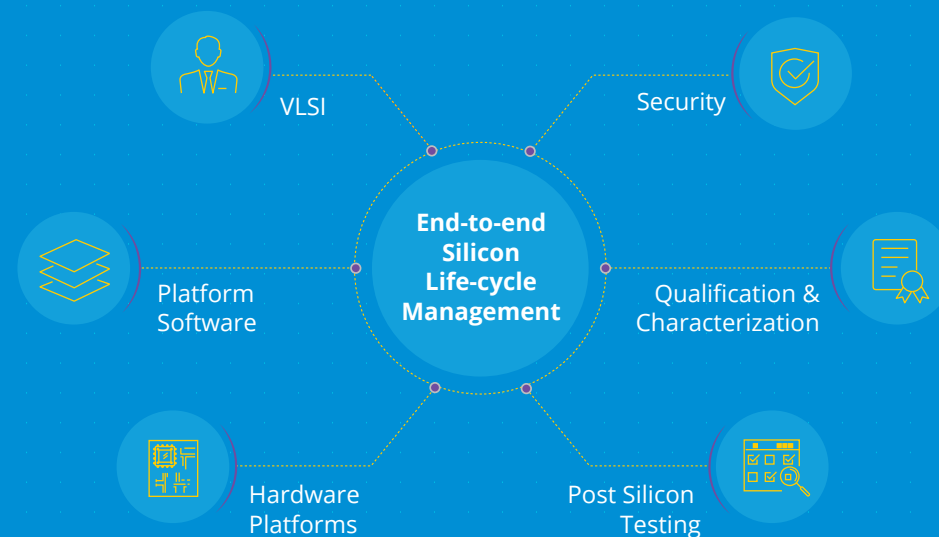 VLSI
Security
End-to-end
Silicon
Life-cycle
Management
Platform
Software
Qualification &
Characterization
Hardware
Platforms
Post Silicon
Testing